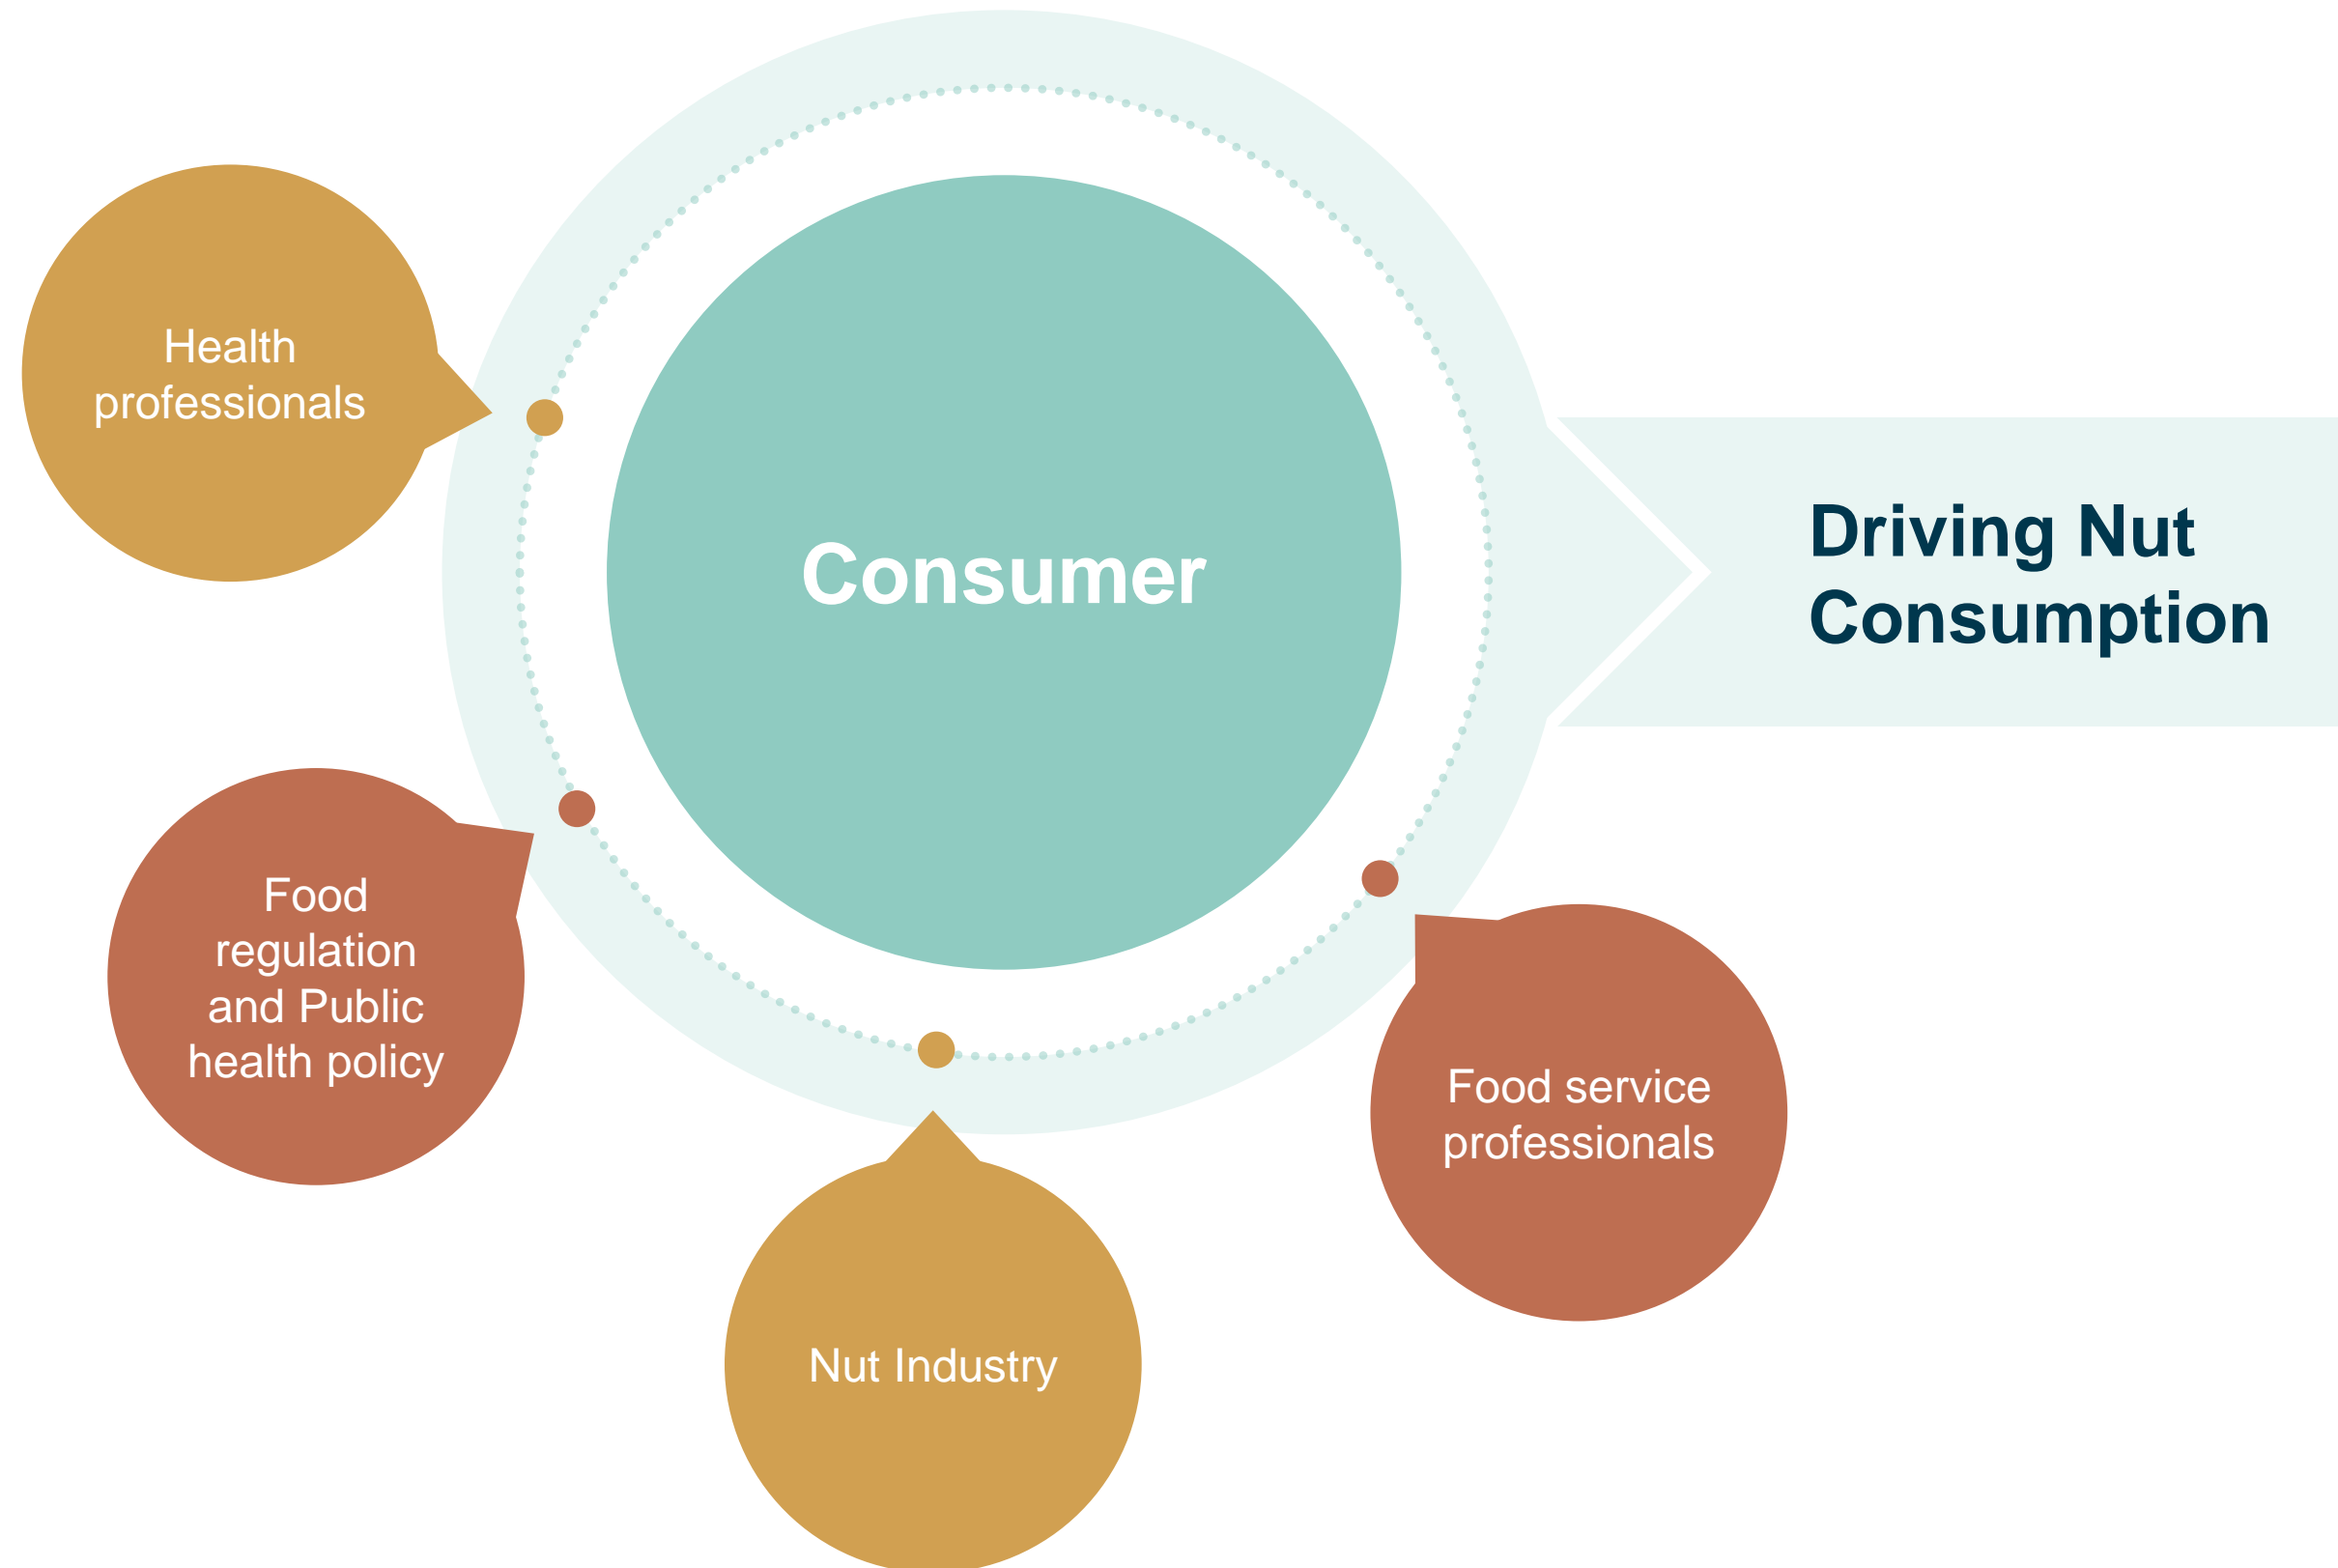 Health
professionals
Consumer
Driving Nut
Consumption
Food
regulation
and Public
health policy
Food service
professionals
Nut Industry